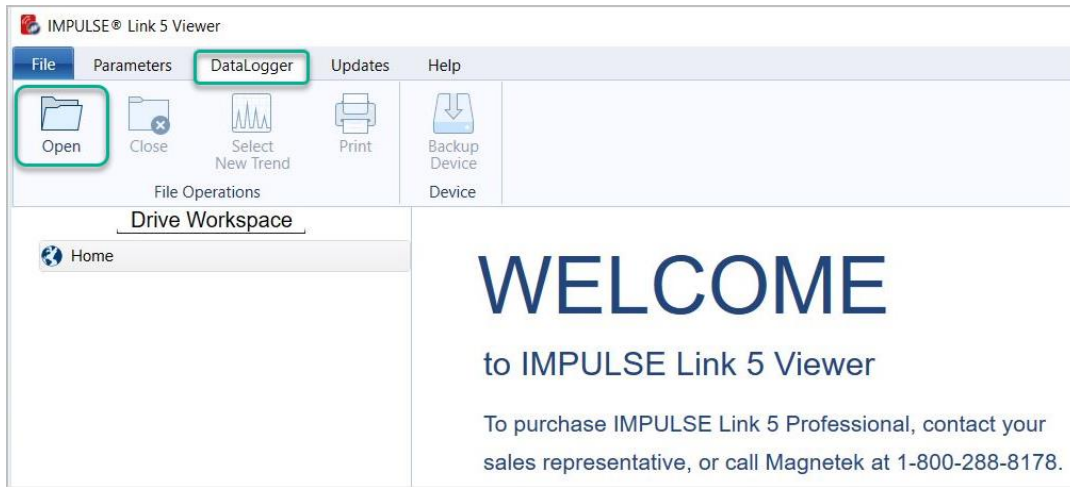 IMPULSE® Link 5 Viewer
File Parameters DataLogger Updates Help
Open Close Select New Trend Print Backup Device
File Operations Device
Drive Workspace
Home
WELCOME
to IMPULSE Link 5 Viewer
To purchase IMPULSE Link 5 Professional, contact your
sales representative, or call Magnetek at 1-800-288-8178.